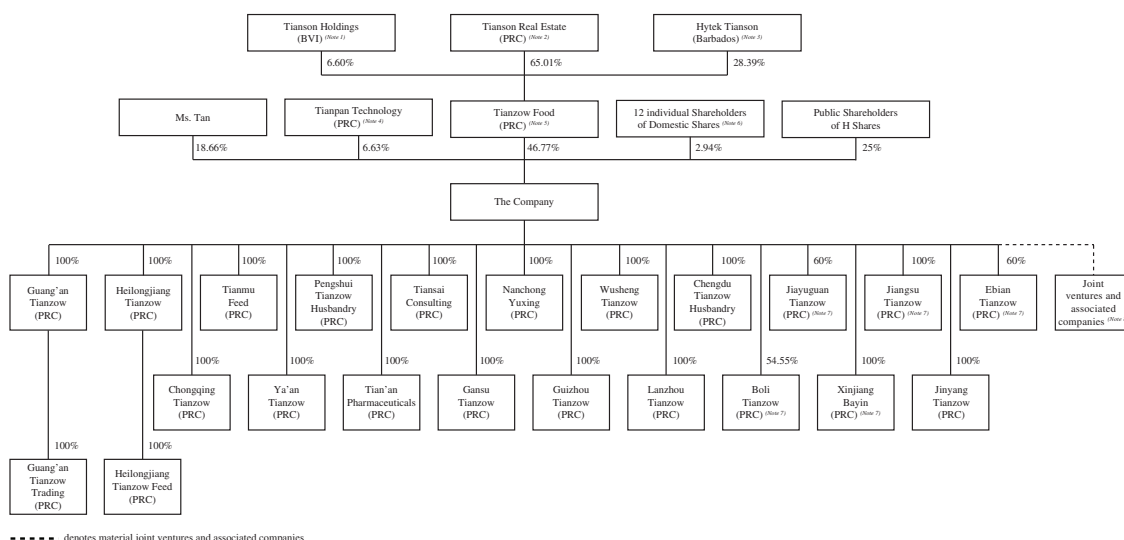 Tianson Holdings
(BVI) (Note 1)
Tianson Real Estate
(PRC) (Note 2)
Hytek Tianson
(Barbados) (Note 3)
6.60%
65.01%
28.39%
Ms. Tan
Tianpan Technology
(PRC) (Note 4)
Tianzow Food
(PRC) (Note 5)
12 individual Shareholders
of Domestic Shares (Note 6)
Public Shareholders
of H Shares
18.66%
6.63%
46.77%
2.94%
25%
The Company
100%
100%
100%
100%
100%
100%
100%
100%
60%
100%
60%
Guang'an
Tianzow
(PRC)
Heilongjiang
Tianzow
(PRC)
Tianmu
Feed
(PRC)
Pengshui
Tianzow
Husbandry
(PRC)
Tiansai
Consulting
(PRC)
Nanchong
Yuxing
(PRC)
Wusheng
Tianzow
(PRC)
Chengdu
Tianzow
Husbandry
(PRC)
Jiayuguan
Tianzow
(PRC) (Note 7)
Jiangsu
Tianzow
(PRC) (Note 7)
Ebian
Tianzow
(PRC) (Note 7)
Joint
ventures and
associated
companies (Note
100%
100%
100%
100%
100%
100%
54.55%
100%
100%
Chongqing
Tianzow
(PRC)
Ya'an
Tianzow
(PRC)
Tian'an
Pharmaceuticals
(PRC)
Gansu
Tianzow
(PRC)
Guizhou
Tianzow
(PRC)
Lanzhou
Tianzow
(PRC)
Boli
Tianzow
(PRC) (Note 7)
Xinjiang
Bayin
(PRC) (Note 7)
Jinyang
Tianzow
(PRC)
100%
100%
Guang'an
Tianzow
Trading
(PRC)
Heilongjiang
Tianzow Feed
(PRC)
denotes material joint ventures and associated companies